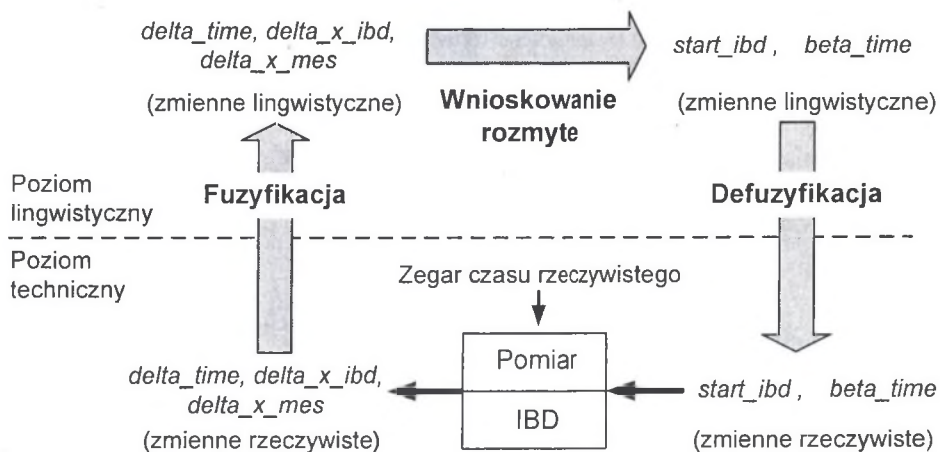 delta_time, delta_x_ibd,
delta_x_mes
(zmienne lingwistyczne)
Wnioskowanie
rozmyte
start_ibd , beta_time
(zmienne lingwistyczne)
Poziom
lingwistyczny
Fuzyfikacja
Defuzyfikacja
Poziom
techniczny
Zegar czasu rzeczywistego
delta_time, delta_x_ibd,
delta_x_mes
(zmienne rzeczywiste)
Pomiar
IBD
start_ibd , beta_time
(zmienne rzeczywiste)